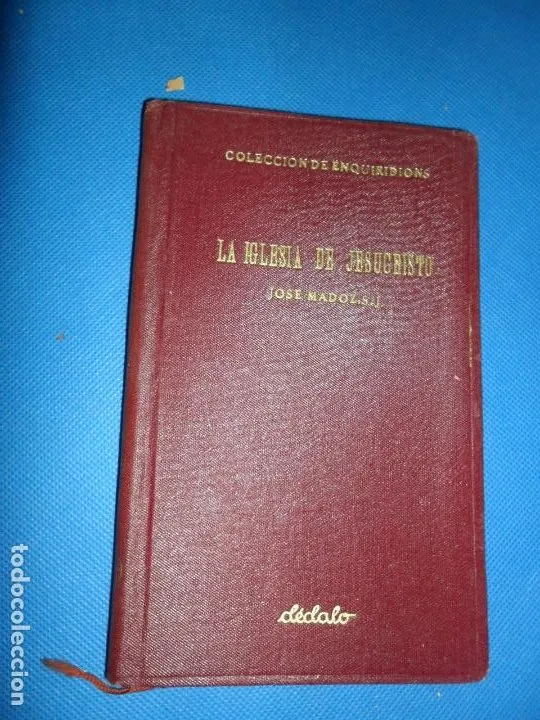 COLECCION DE ENQUIRIDIONS
LA IGLESIA DE JESUCRISTO
JOSE MADOZ, S. J.
dédalo
todocoleccion